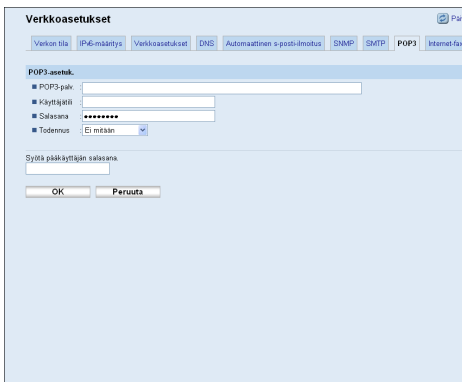 Verkkoasetukset
Verkon tila IPv6-määritys Verkkoasetukset DNS Automaattinen s-posti-ilmoitus SNMP SMTP POP3 Internet-fax
POP3-asetuk.
POP3-palv. :
Käyttäjätili :
Salasana : ●●●●●●●●
Todennus : Ei mitään
Syötä pääkäyttäjän salasana.
OK Peruuta